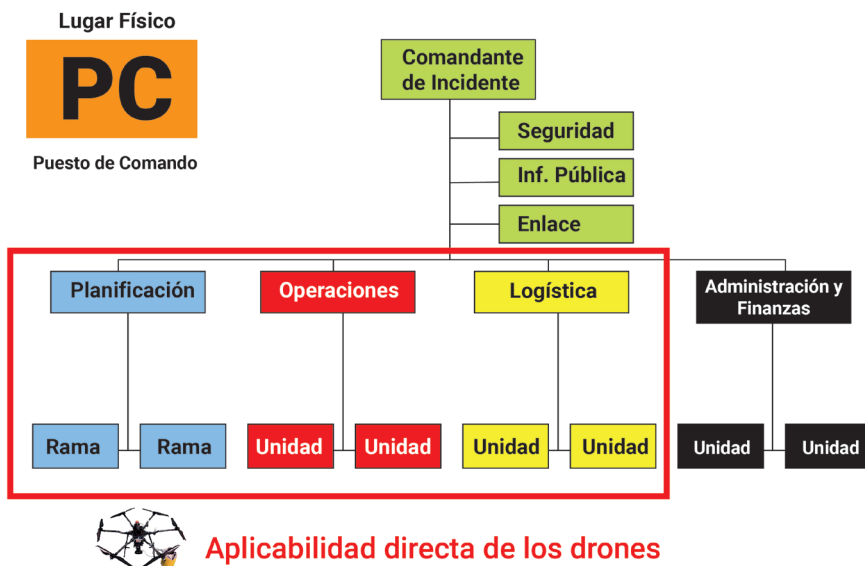 Lugar Físico
PC
Puesto de Comando
Comandante
de Incidente
Seguridad
Inf. Pública
Enlace
Planificación
Operaciones
Logística
Administración y
Finanzas
Rama
Rama
Unidad
Unidad
Unidad
Unidad
Unidad
Unidad
Aplicabilidad directa de los drones